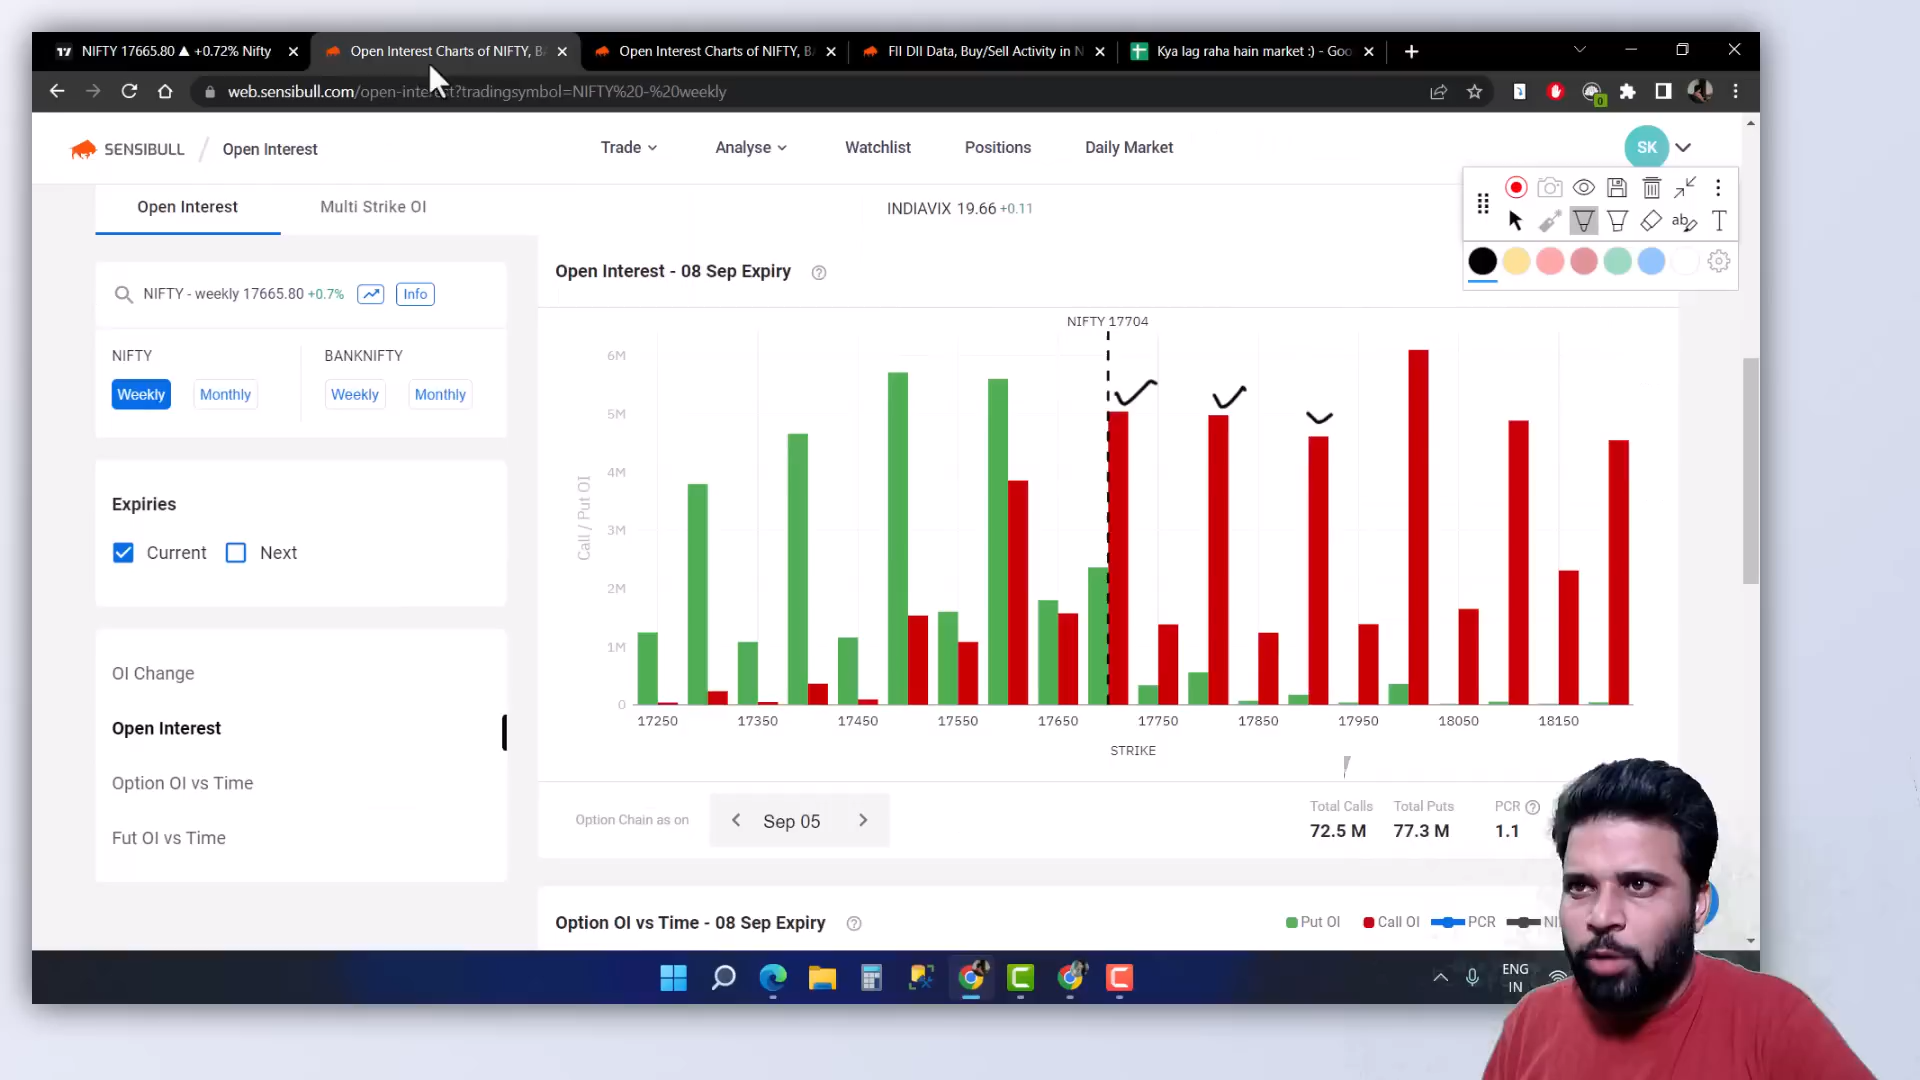 NIFTY 17665.80 ▲ +0.72% Nifty
Open Interest Charts of NIFTY, B
Open Interest Charts of NIFTY, B
FII DII Data, Buy/Sell Activity in N
Kya lag raha hain market :) - Goo
web.sensibull.com/open-interest?tradingsymbol=NIFTY%20-%20weekly
SENSIBULL / Open Interest
Trade
Analyse
Watchlist
Positions
Daily Market
SK
Open Interest
Multi Strike OI
INDIAVIX 19.66 +0.11
NIFTY - weekly 17665.80 +0.7%
Info
NIFTY
BANKNIFTY
Weekly
Monthly
Weekly
Monthly
Expiries
Current
Next
OI Change
Open Interest
Option OI vs Time
Fut OI vs Time
Open Interest - 08 Sep Expiry
NIFTY 17704
6M
5M
4M
3M
2M
1M
0
Call / Put OI
17250 17350 17450 17550 17650 17750 17850 17950 18050 18150
STRIKE
Option Chain as on
Sep 05
Total Calls
72.5 M
Total Puts
77.3 M
PCR
1.1
Option OI vs Time - 08 Sep Expiry
Put OI
Call OI
PCR
NI
ab
T
0
ENG
IN